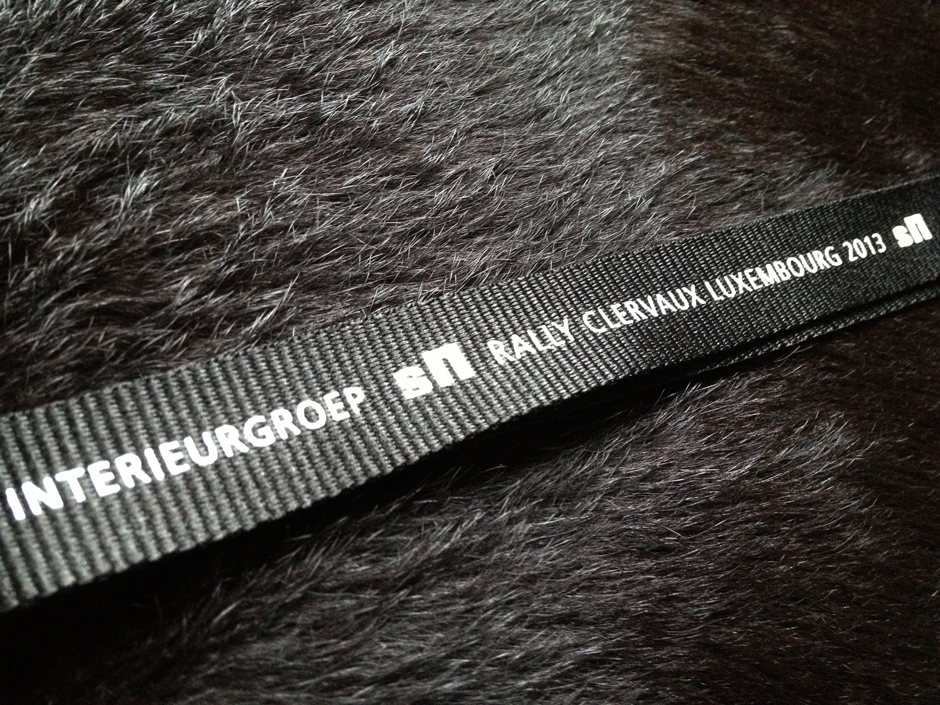 INTERIEURGROEP sn RALLY CLERVAUX LUXEMBOURG 2013 sn